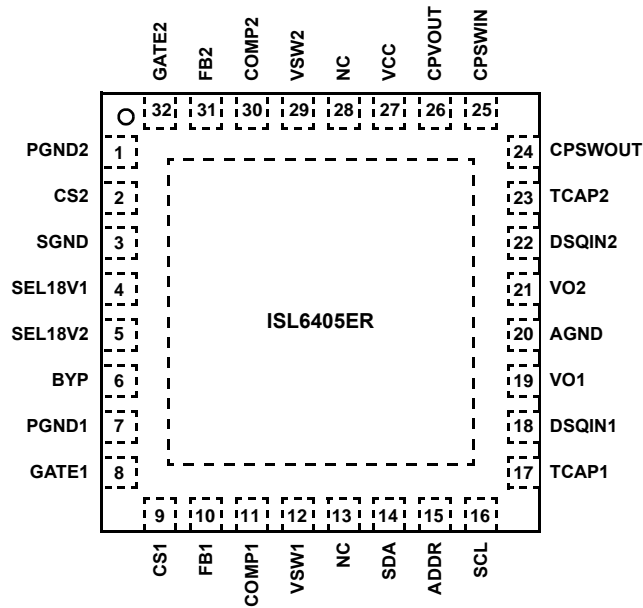 GATE2
FB2
COMP2
VSW2
NC
VCC
CPVOUT
CPSWIN
32 31 30 29 28 27 26 25
PGND2 1
CS2 2
SGND 3
SEL18V1 4
SEL18V2 5
BYP 6
PGND1 7
GATE1 8
ISL6405ER
24 CPSWOUT
23 TCAP2
22 DSQIN2
21 VO2
20 AGND
19 VO1
18 DSQIN1
17 TCAP1
9 10 11 12 13 14 15 16
CS1
FB1
COMP1
VSW1
NC
SDA
ADDR
SCL